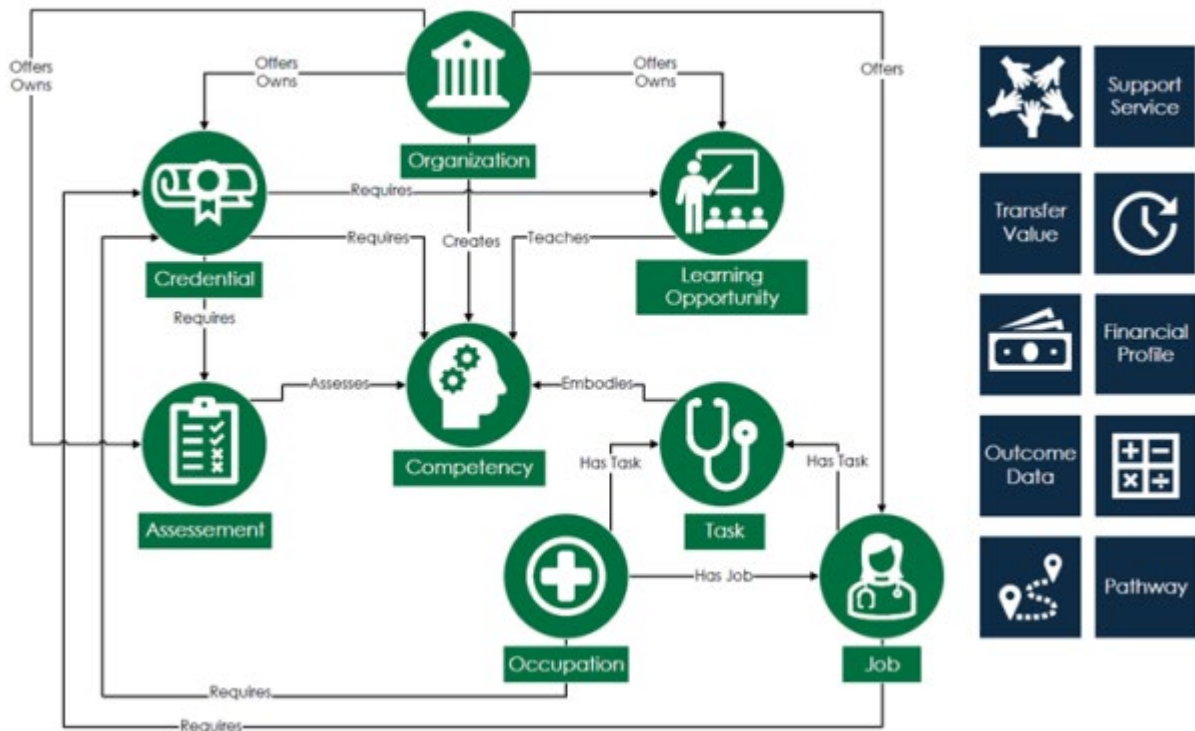 Offers
Owns
Offers
Owns
Offers
Owns
Offers
Organization
Support
Service
Requires
Requires
Creates
Teaches
Transfer
Value
Credential
Learning
Opportunity
Requires
Financial
Profile
Assesses
Embodies
Competency
Has Task
Has Task
Outcome
Data
Assessement
Task
Has Job
Pathway
Occupation
Job
Requires
Requires